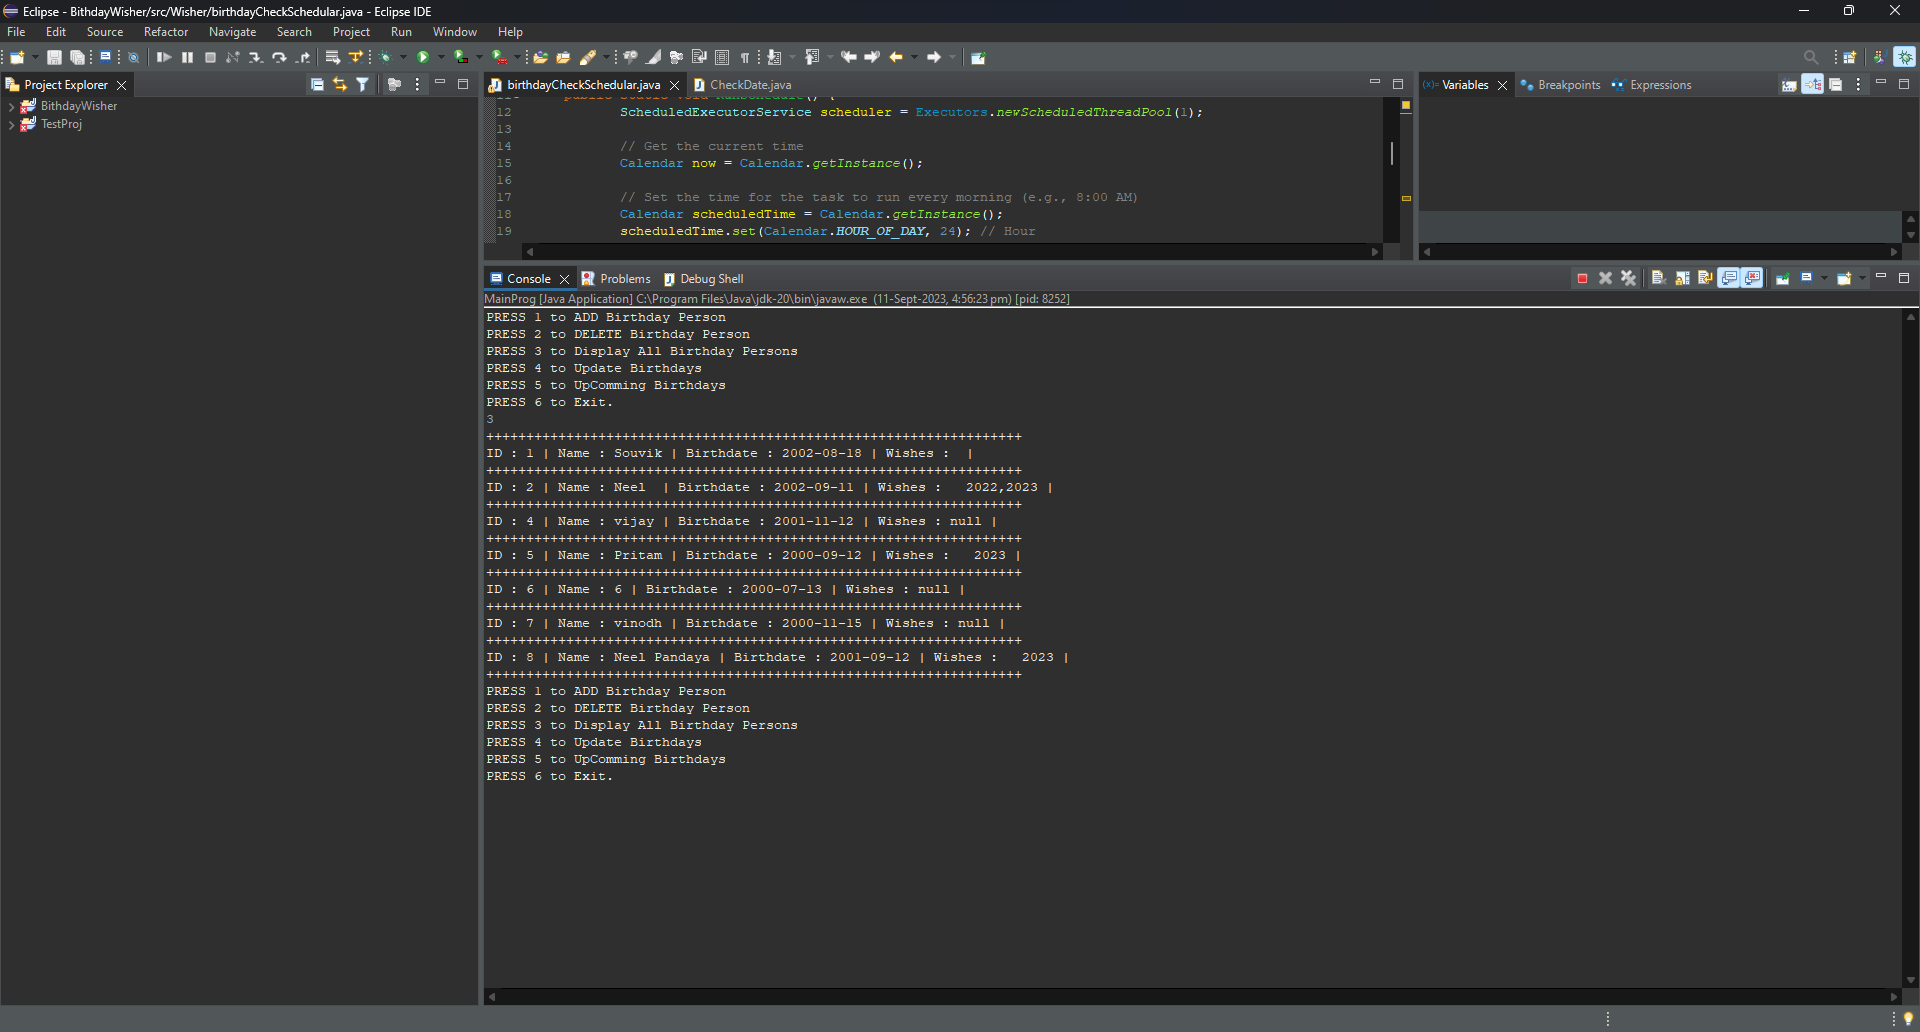 Eclipse - BithdayWisher/src/Wisher/birthdayCheckSchedular.java - Eclipse IDE
File Edit Source Refactor Navigate Search Project Run Window Help
Project Explorer
BithdayWisher
TestProj
birthdayCheckSchedular.java CheckDate.java
12 ScheduledExecutorService scheduler = Executors.newScheduledThreadPool(1);
13
14 // Get the current time
15 Calendar now = Calendar.getInstance();
16
17 // Set the time for the task to run every morning (e.g., 8:00 AM)
18 Calendar scheduledTime = Calendar.getInstance();
19 scheduledTime.set(Calendar.HOUR_OF_DAY, 24); // Hour
(x)= Variables Breakpoints Expressions
Console Problems Debug Shell
MainProg [Java Application] C:\Program Files\Java\jdk-20\bin\javaw.exe (11-Sept-2023, 4:56:23 pm) [pid: 8252]
PRESS 1 to ADD Birthday Person
PRESS 2 to DELETE Birthday Person
PRESS 3 to Display All Birthday Persons
PRESS 4 to Update Birthdays
PRESS 5 to UpComming Birthdays
PRESS 6 to Exit.
3
+++++++++++++++++++++++++++++++++++++++++++++++++++++++++++++++++++
ID : 1 | Name : Souvik | Birthdate : 2002-08-18 | Wishes :  |
+++++++++++++++++++++++++++++++++++++++++++++++++++++++++++++++++++
ID : 2 | Name : Neel  | Birthdate : 2002-09-11 | Wishes :   2022,2023 |
+++++++++++++++++++++++++++++++++++++++++++++++++++++++++++++++++++
ID : 4 | Name : vijay | Birthdate : 2001-11-12 | Wishes : null |
+++++++++++++++++++++++++++++++++++++++++++++++++++++++++++++++++++
ID : 5 | Name : Pritam | Birthdate : 2000-09-12 | Wishes :   2023 |
+++++++++++++++++++++++++++++++++++++++++++++++++++++++++++++++++++
ID : 6 | Name : 6 | Birthdate : 2000-07-13 | Wishes : null |
+++++++++++++++++++++++++++++++++++++++++++++++++++++++++++++++++++
ID : 7 | Name : vinodh | Birthdate : 2000-11-15 | Wishes : null |
+++++++++++++++++++++++++++++++++++++++++++++++++++++++++++++++++++
ID : 8 | Name : Neel Pandaya | Birthdate : 2001-09-12 | Wishes :   2023 |
+++++++++++++++++++++++++++++++++++++++++++++++++++++++++++++++++++
PRESS 1 to ADD Birthday Person
PRESS 2 to DELETE Birthday Person
PRESS 3 to Display All Birthday Persons
PRESS 4 to Update Birthdays
PRESS 5 to UpComming Birthdays
PRESS 6 to Exit.